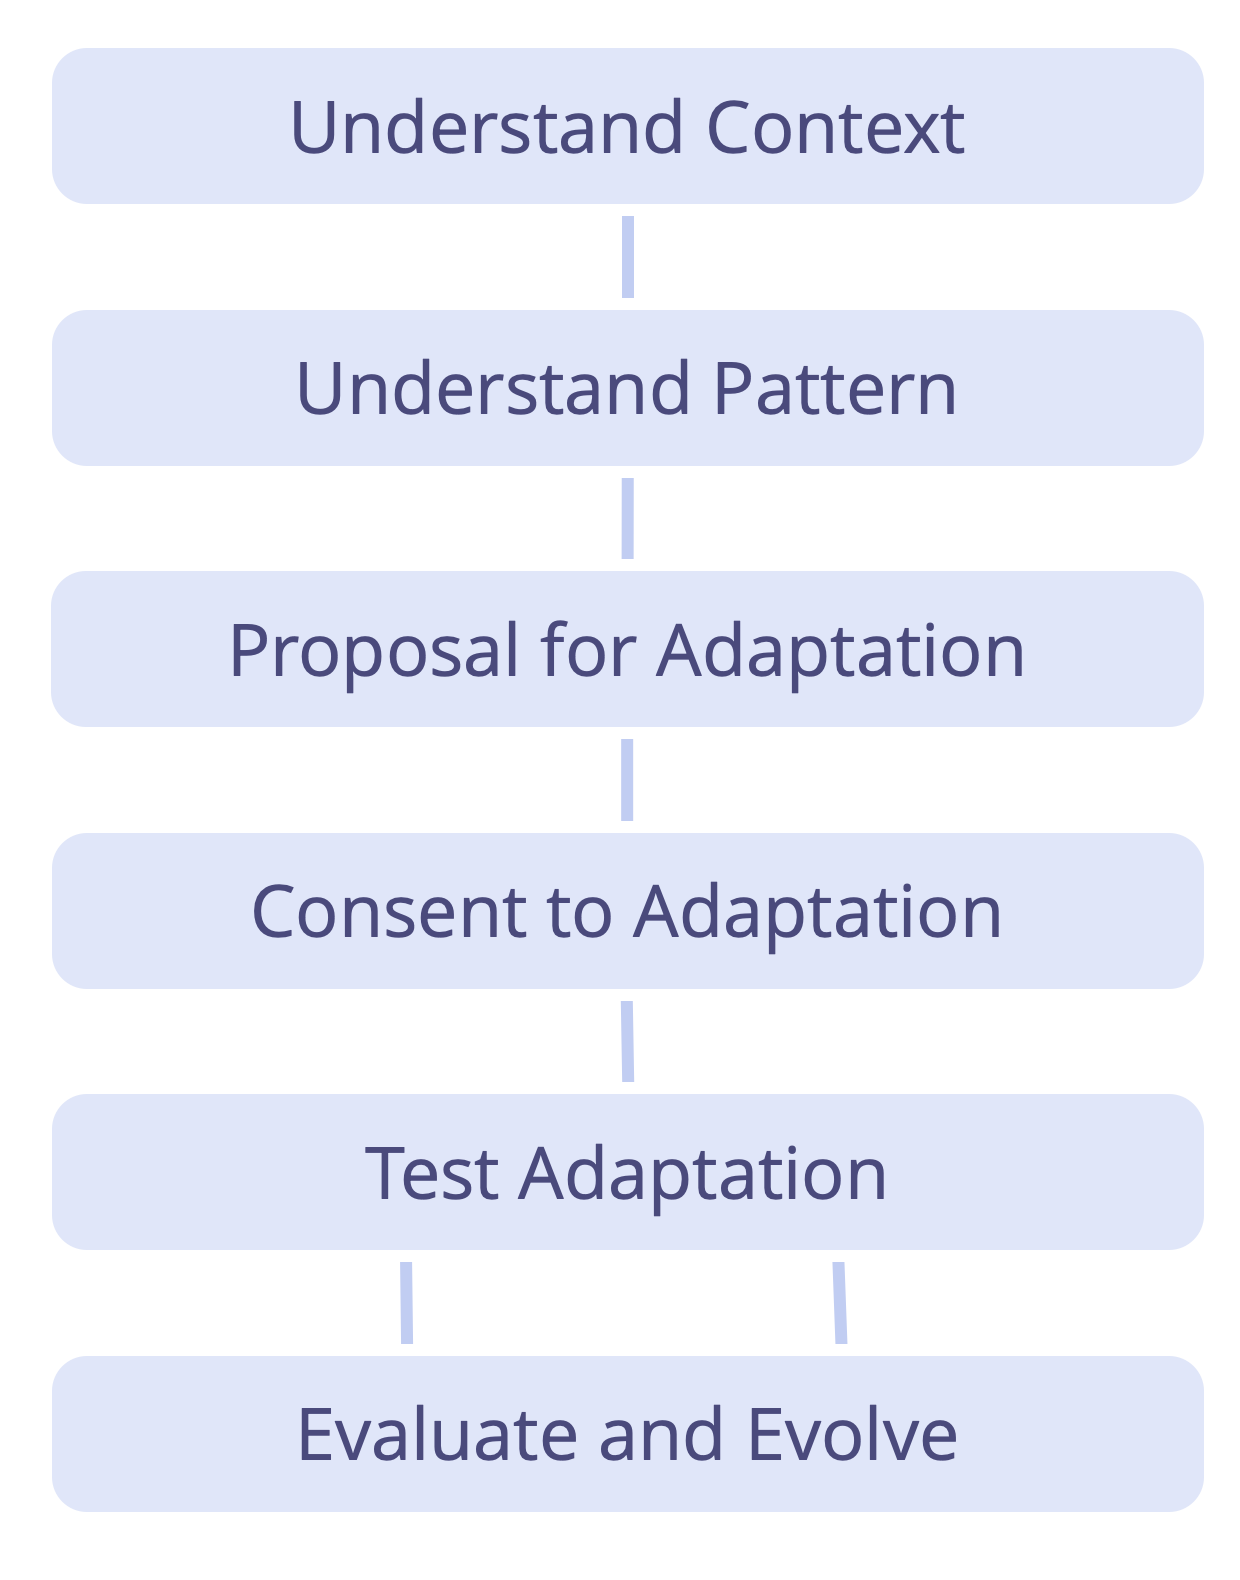 Understand Context
Understand Pattern
Proposal for Adaptation
Consent to Adaptation
Test Adaptation
Evaluate and Evolve